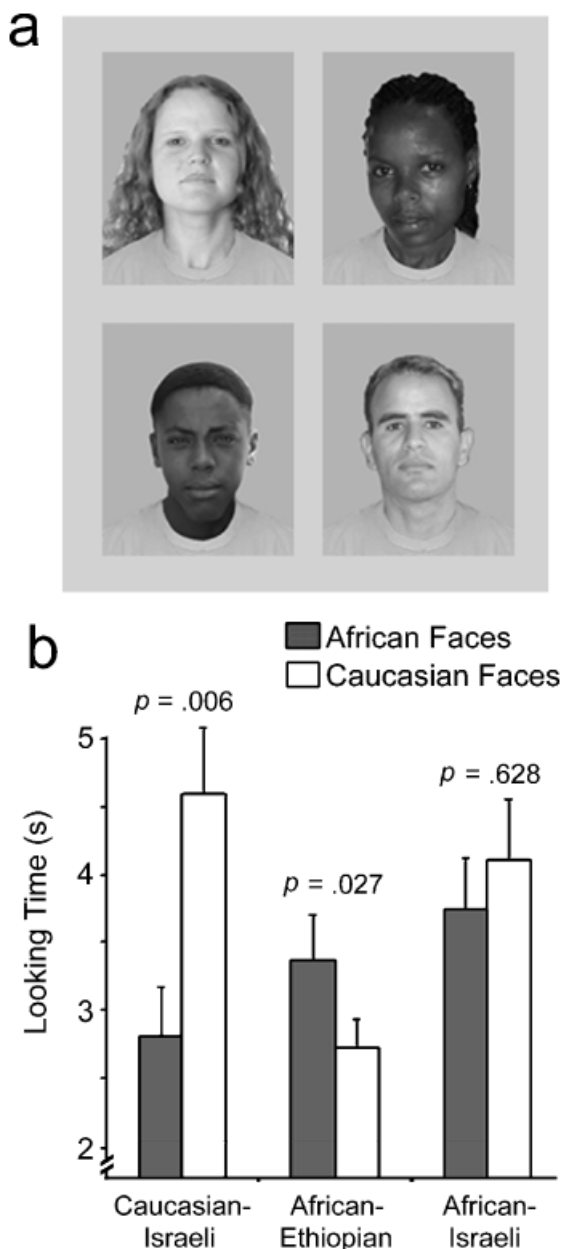 a
b
African Faces
Caucasian Faces
p = .006
p = .027
p = .628
Looking Time (s)
5
4
3
2
Caucasian-
Israeli
African-
Ethiopian
African-
Israeli